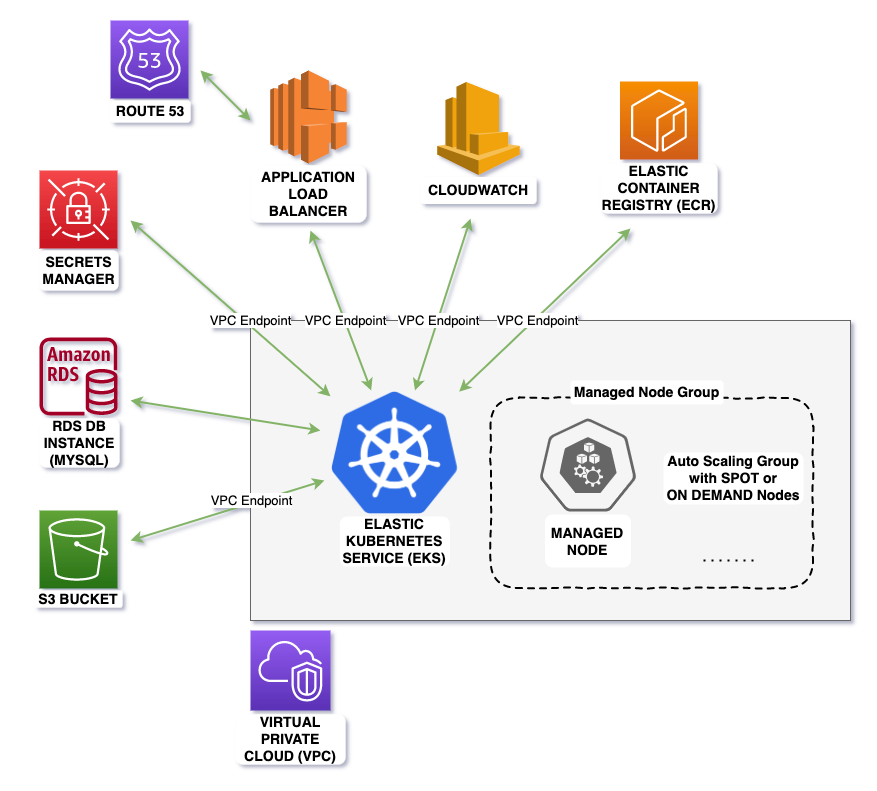 53
ROUTE 53
APPLICATION
LOAD
BALANCER
CLOUDWATCH
ELASTIC
CONTAINER
REGISTRY (ECR)
SECRETS
MANAGER
VPC Endpoint
VPC Endpoint
VPC Endpoint
VPC Endpoint
Amazon
RDS
RDS DB
INSTANCE
(MYSQL)
Managed Node Group
Auto Scaling Group
with SPOT or
ON DEMAND Nodes
VPC Endpoint
ELASTIC
KUBERNETES
SERVICE (EKS)
MANAGED
NODE
.......
S3 BUCKET
VIRTUAL
PRIVATE
CLOUD (VPC)